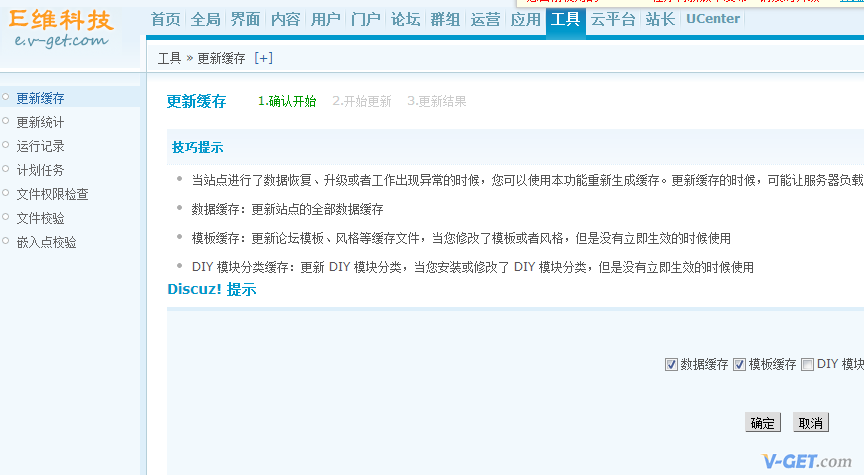 巨维科技
e.v-get.com
首页 全局 界面 内容 用户 门户 论坛 群组 运营 应用 工具 云平台 站长 UCenter
工具 » 更新缓存 [+]
更新缓存
更新统计
运行记录
计划任务
文件权限检查
文件校验
嵌入点校验
更新缓存 1.确认开始 2.开始更新 3.更新结果
技巧提示
当站点进行了数据恢复、升级或者工作出现异常的时候，您可以使用本功能重新生成缓存。更新缓存的时候，可能让服务器负载
数据缓存：更新站点的全部数据缓存
模板缓存：更新论坛模板、风格等缓存文件，当您修改了模板或者风格，但是没有立即生效的时候使用
DIY 模块分类缓存：更新 DIY 模块分类，当您安装或修改了 DIY 模块分类，但是没有立即生效的时候使用
Discuz! 提示
数据缓存 模板缓存 DIY 模块
确定 取消
V-GET.com